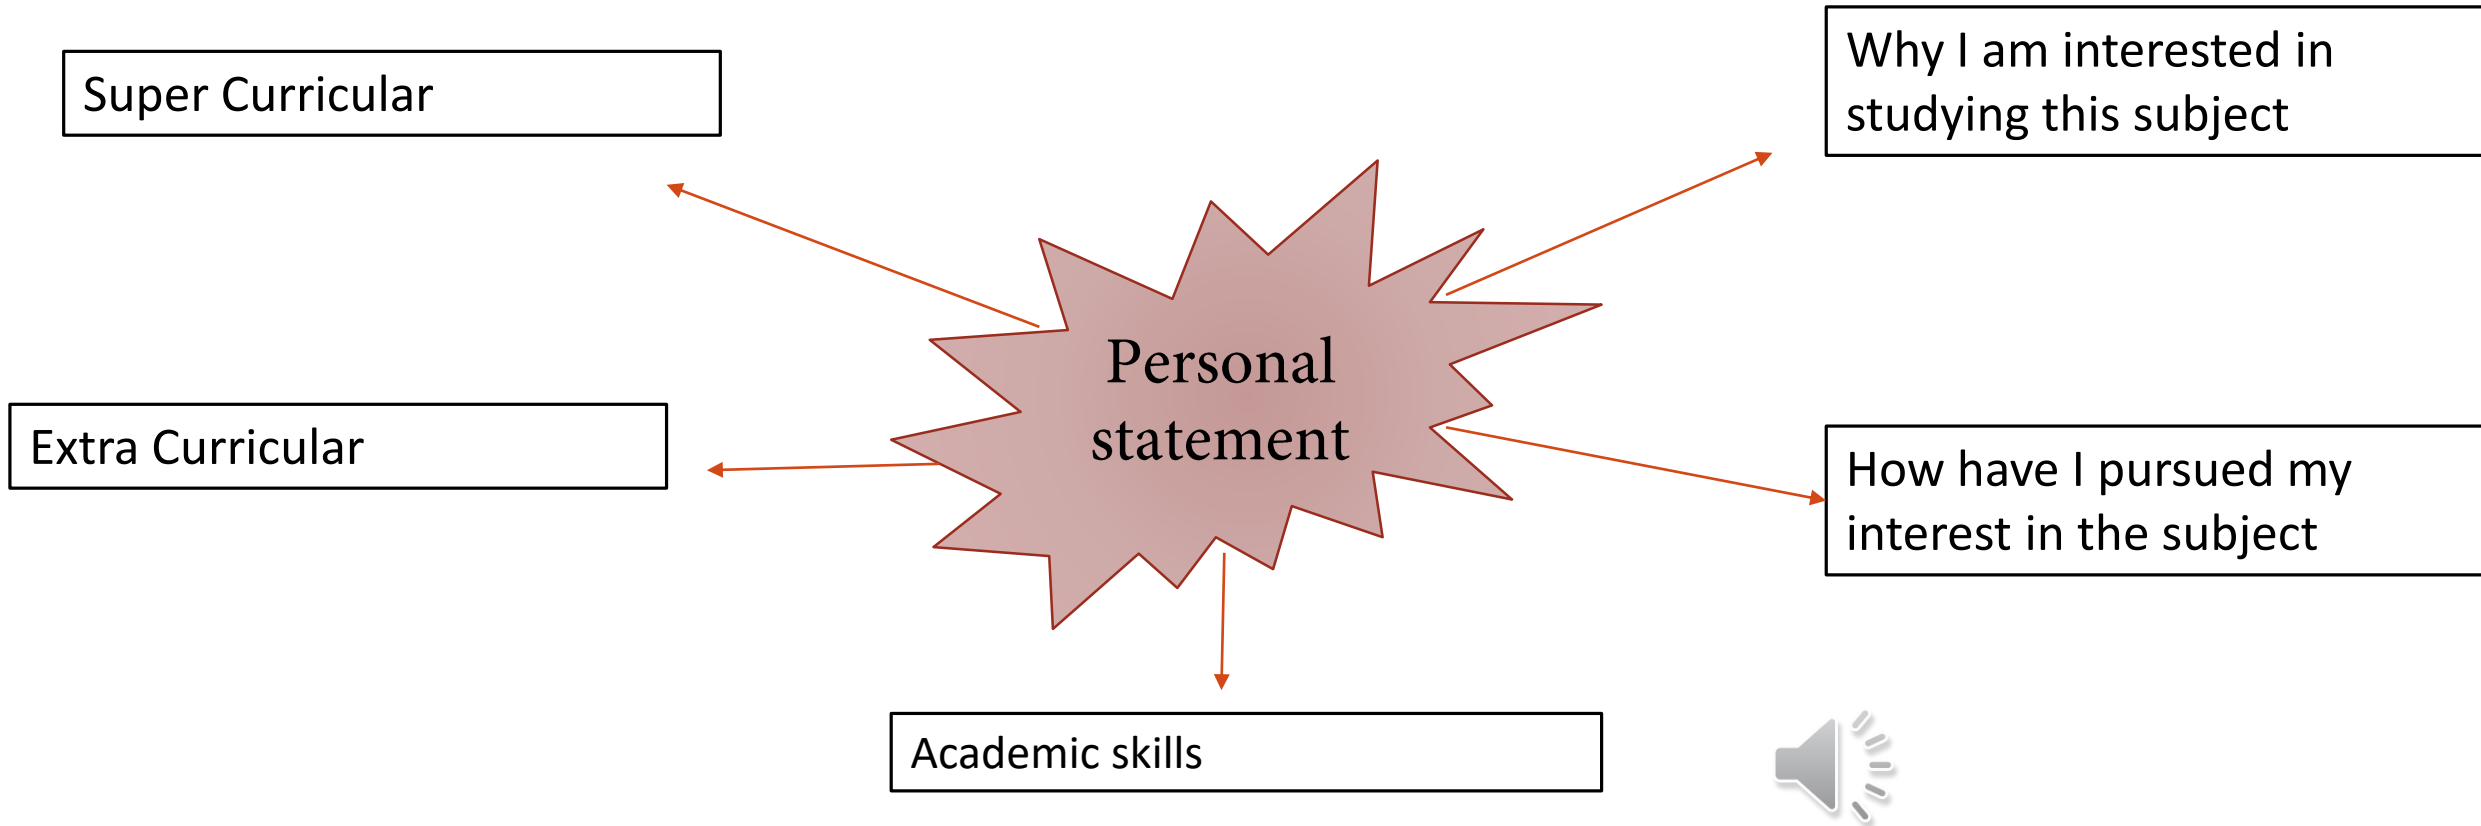 Super Curricular
Why I am interested in
studying this subject
Personal
statement
Extra Curricular
How have I pursued my
interest in the subject
Academic skills